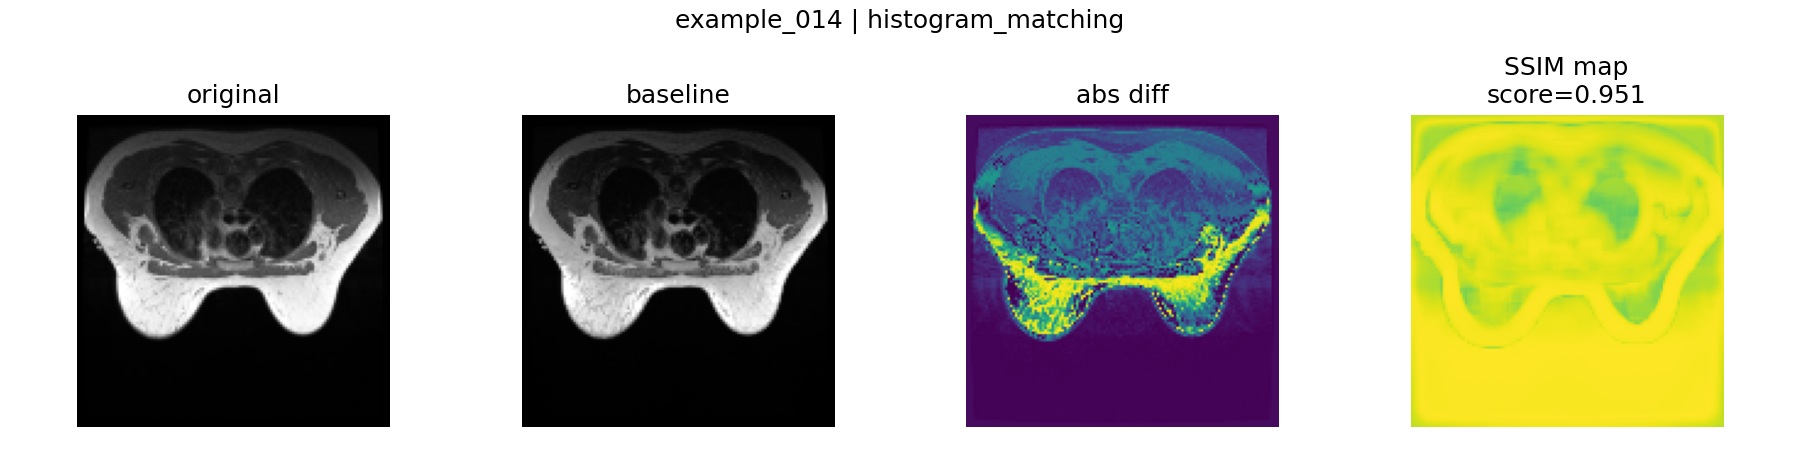 example_014 | histogram_matching
original
baseline
abs diff
SSIM map
score=0.951